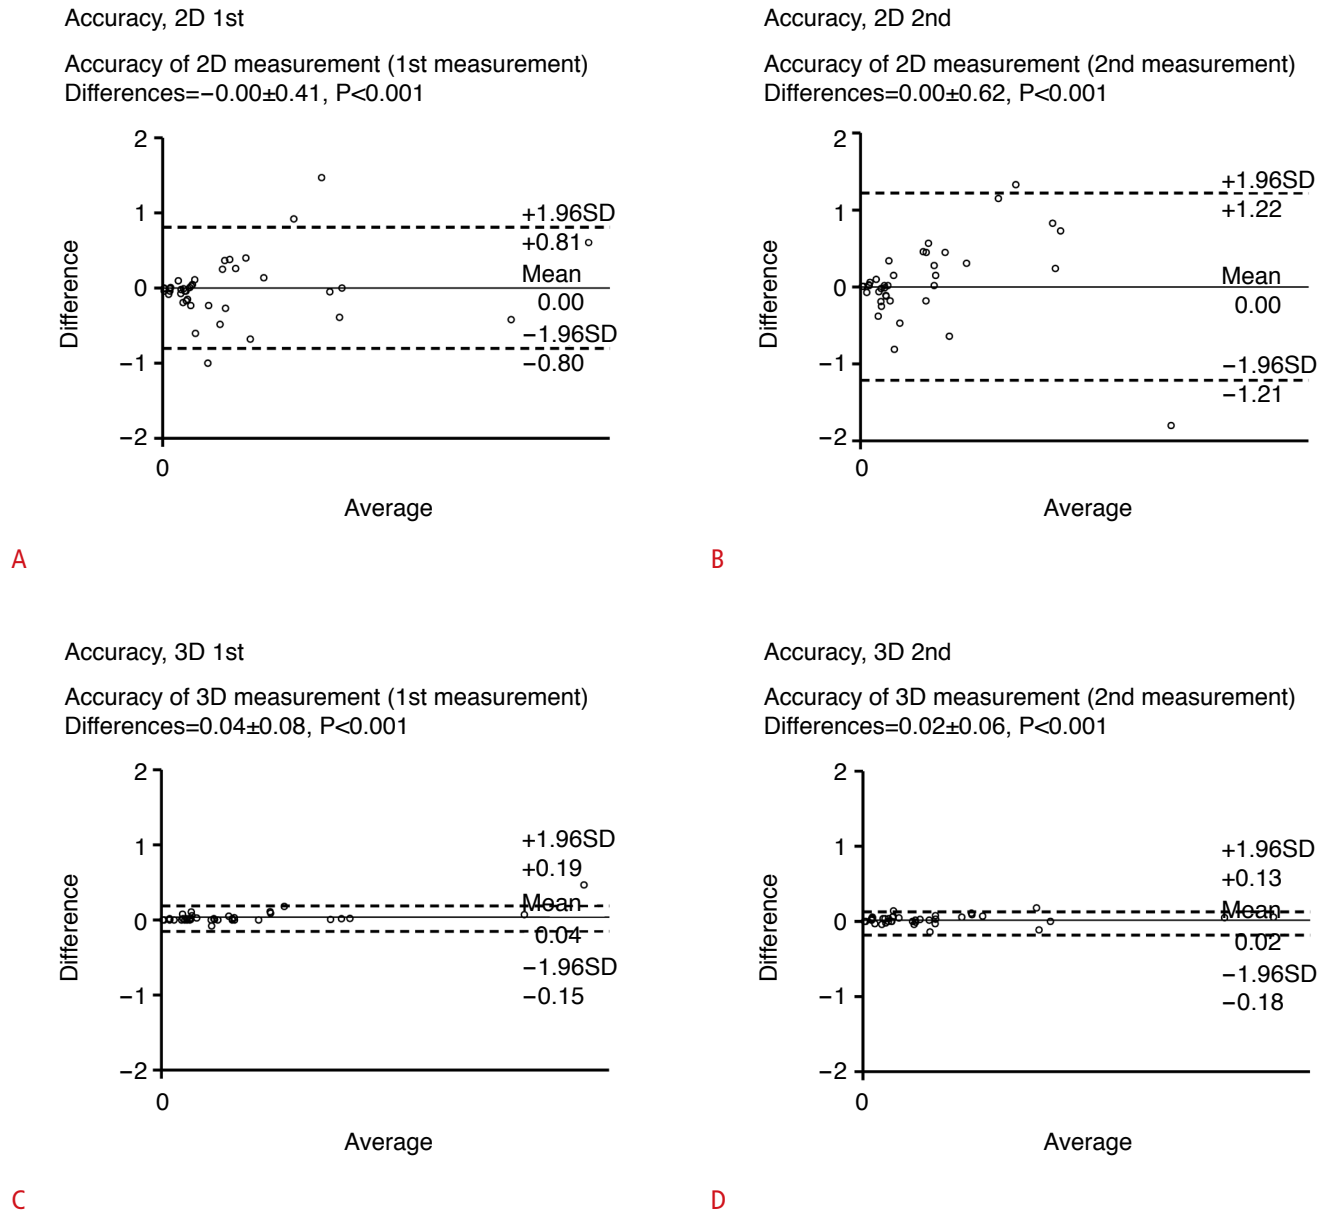 Accuracy, 2D 1st
Accuracy of 2D measurement (1st measurement)
Differences=−0.00±0.41, P<0.001
2
1
0
−1
−2
Difference
+1.96SD
+0.81
Mean
0.00
−1.96SD
−0.80
0
Average
A
Accuracy, 2D 2nd
Accuracy of 2D measurement (2nd measurement)
Differences=0.00±0.62, P<0.001
2
1
0
−1
−2
Difference
+1.96SD
+1.22
Mean
0.00
−1.96SD
−1.21
0
Average
B
Accuracy, 3D 1st
Accuracy of 3D measurement (1st measurement)
Differences=0.04±0.08, P<0.001
2
1
0
−1
−2
Difference
+1.96SD
+0.19
Mean
0.04
−1.96SD
−0.15
0
Average
C
Accuracy, 3D 2nd
Accuracy of 3D measurement (2nd measurement)
Differences=0.02±0.06, P<0.001
2
1
0
−1
−2
Difference
+1.96SD
+0.13
Mean
0.02
−1.96SD
−0.18
0
Average
D